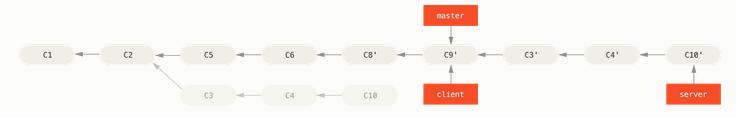 master
C1 C2 C5 C6 C8' C9' C3' C4' C10'
C3 C4 C10 client server